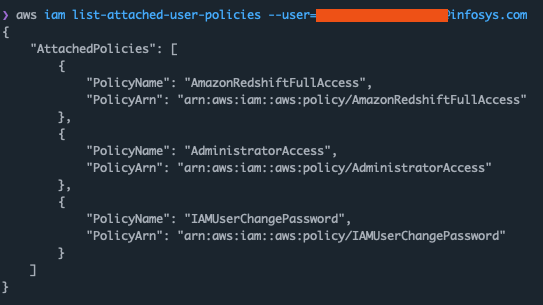 ❯ aws iam list-attached-user-policies --user=@infosys.com
{
    "AttachedPolicies": [
        {
            "PolicyName": "AmazonRedshiftFullAccess",
            "PolicyArn": "arn:aws:iam::aws:policy/AmazonRedshiftFullAccess"
        },
        {
            "PolicyName": "AdministratorAccess",
            "PolicyArn": "arn:aws:iam::aws:policy/AdministratorAccess"
        },
        {
            "PolicyName": "IAMUserChangePassword",
            "PolicyArn": "arn:aws:iam::aws:policy/IAMUserChangePassword"
        }
    ]
}